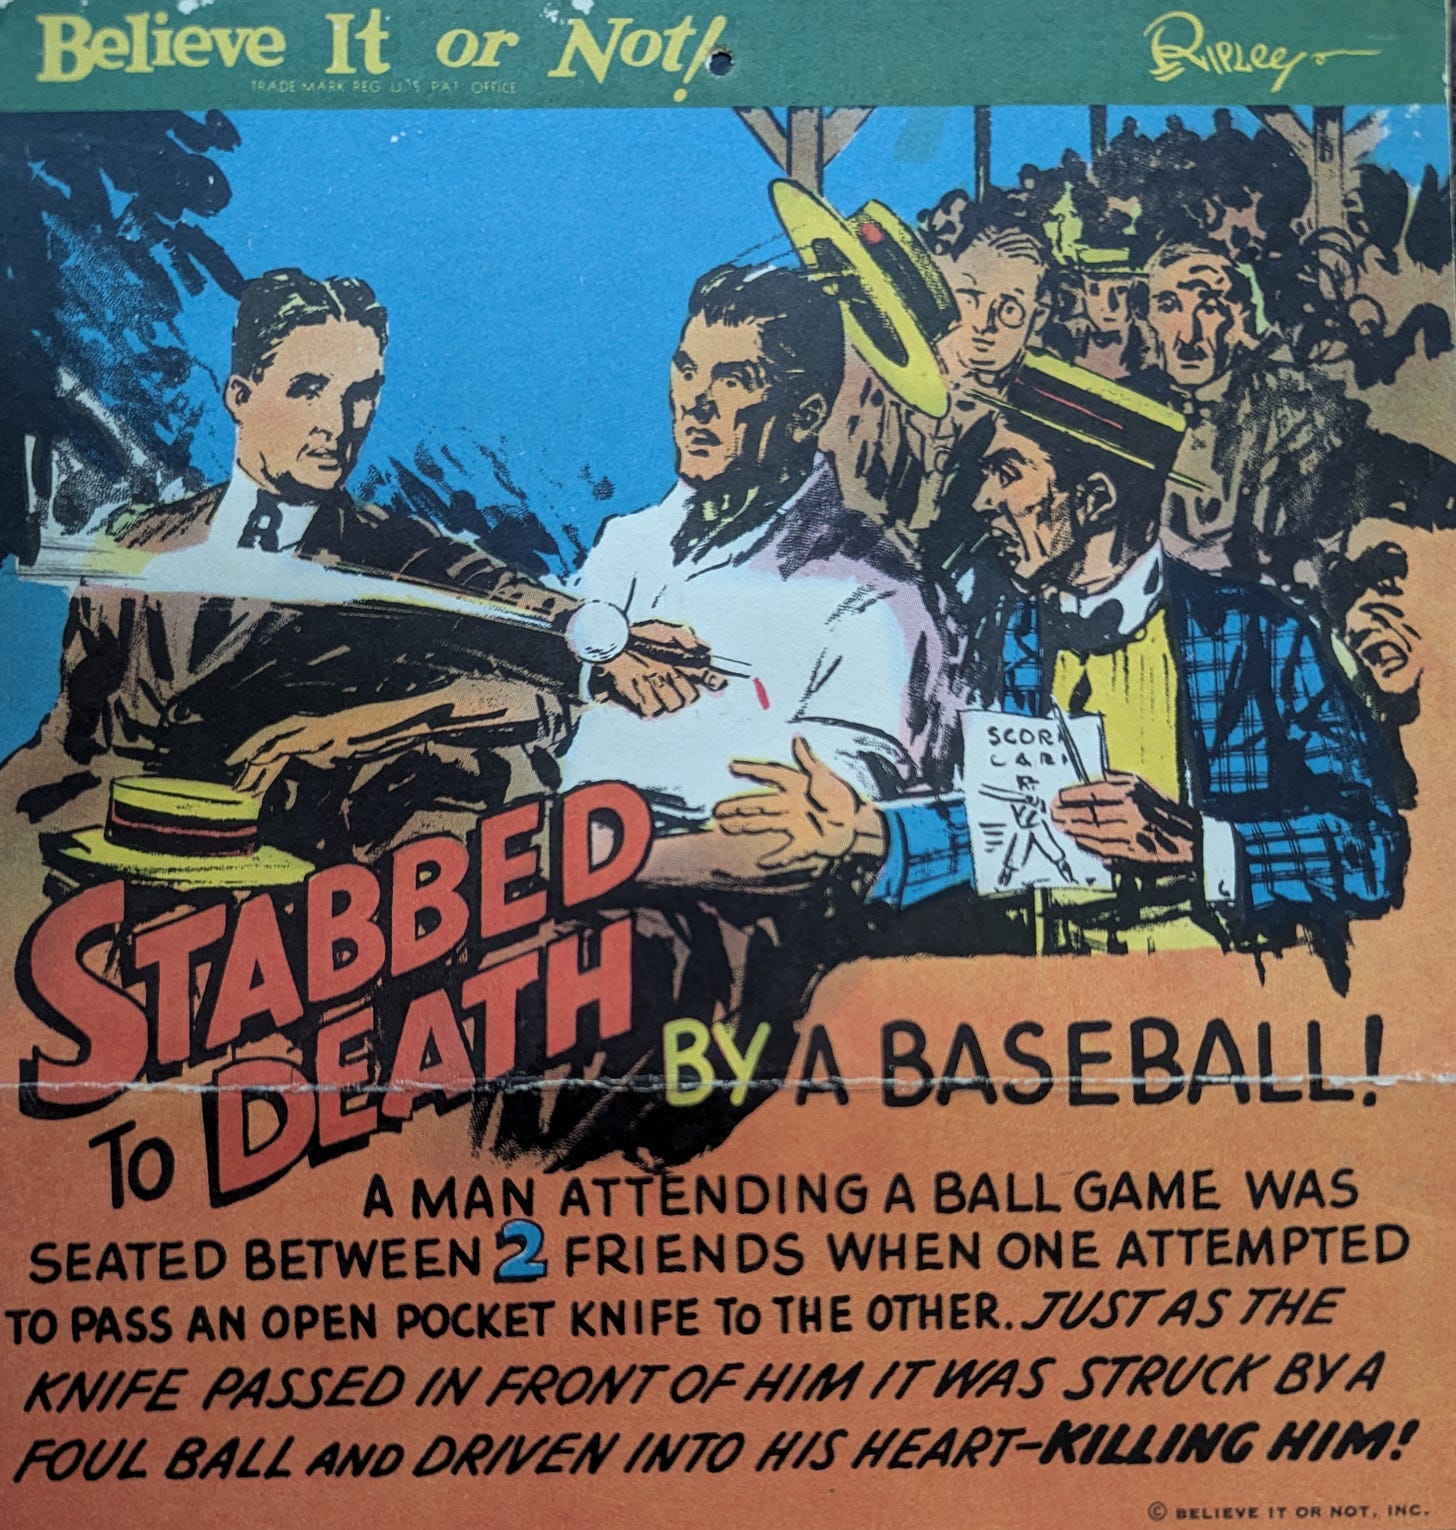 Believe It or Not!
Ripley
TRADE MARK REG. U.S. PAT. OFFICE
SCOR
CAR
STABBED
TO DEATH BY A BASEBALL!
A MAN ATTENDING A BALL GAME WAS
SEATED BETWEEN 2 FRIENDS WHEN ONE ATTEMPTED
TO PASS AN OPEN POCKET KNIFE TO THE OTHER. JUST AS THE
KNIFE PASSED IN FRONT OF HIM IT WAS STRUCK BY A
FOUL BALL AND DRIVEN INTO HIS HEART-KILLING HIM!
© BELIEVE IT OR NOT, INC.